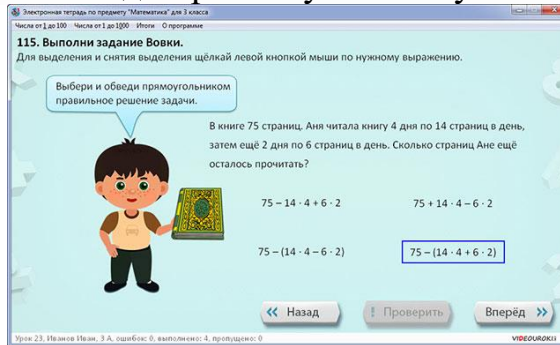 Электронная тетрадь по предмету "Математика" для 3 класса
Числа от 1 до 100 Числа от 1 до 1000 Итоги О программе
115. Выполни задание Вовки.
Для выделения и снятия выделения щёлкай левой кнопкой мыши по нужному выражению.
Выбери и обведи прямоугольником
правильное решение задачи.
В книге 75 страниц. Аня читала книгу 4 дня по 14 страниц в день,
затем ещё 2 дня по 6 страниц в день. Сколько страниц Ане ещё
осталось прочитать?
75 – 14 · 4 + 6 · 2 75 + 14 · 4 – 6 · 2
75 – (14 · 4 – 6 · 2) 75 – (14 · 4 + 6 · 2)
Назад ! Проверить Вперёд
Урок 23, Иванов Иван, 3 А, ошибок: 0, выполнено: 4, пропущено: 0 VIDEOUROKI